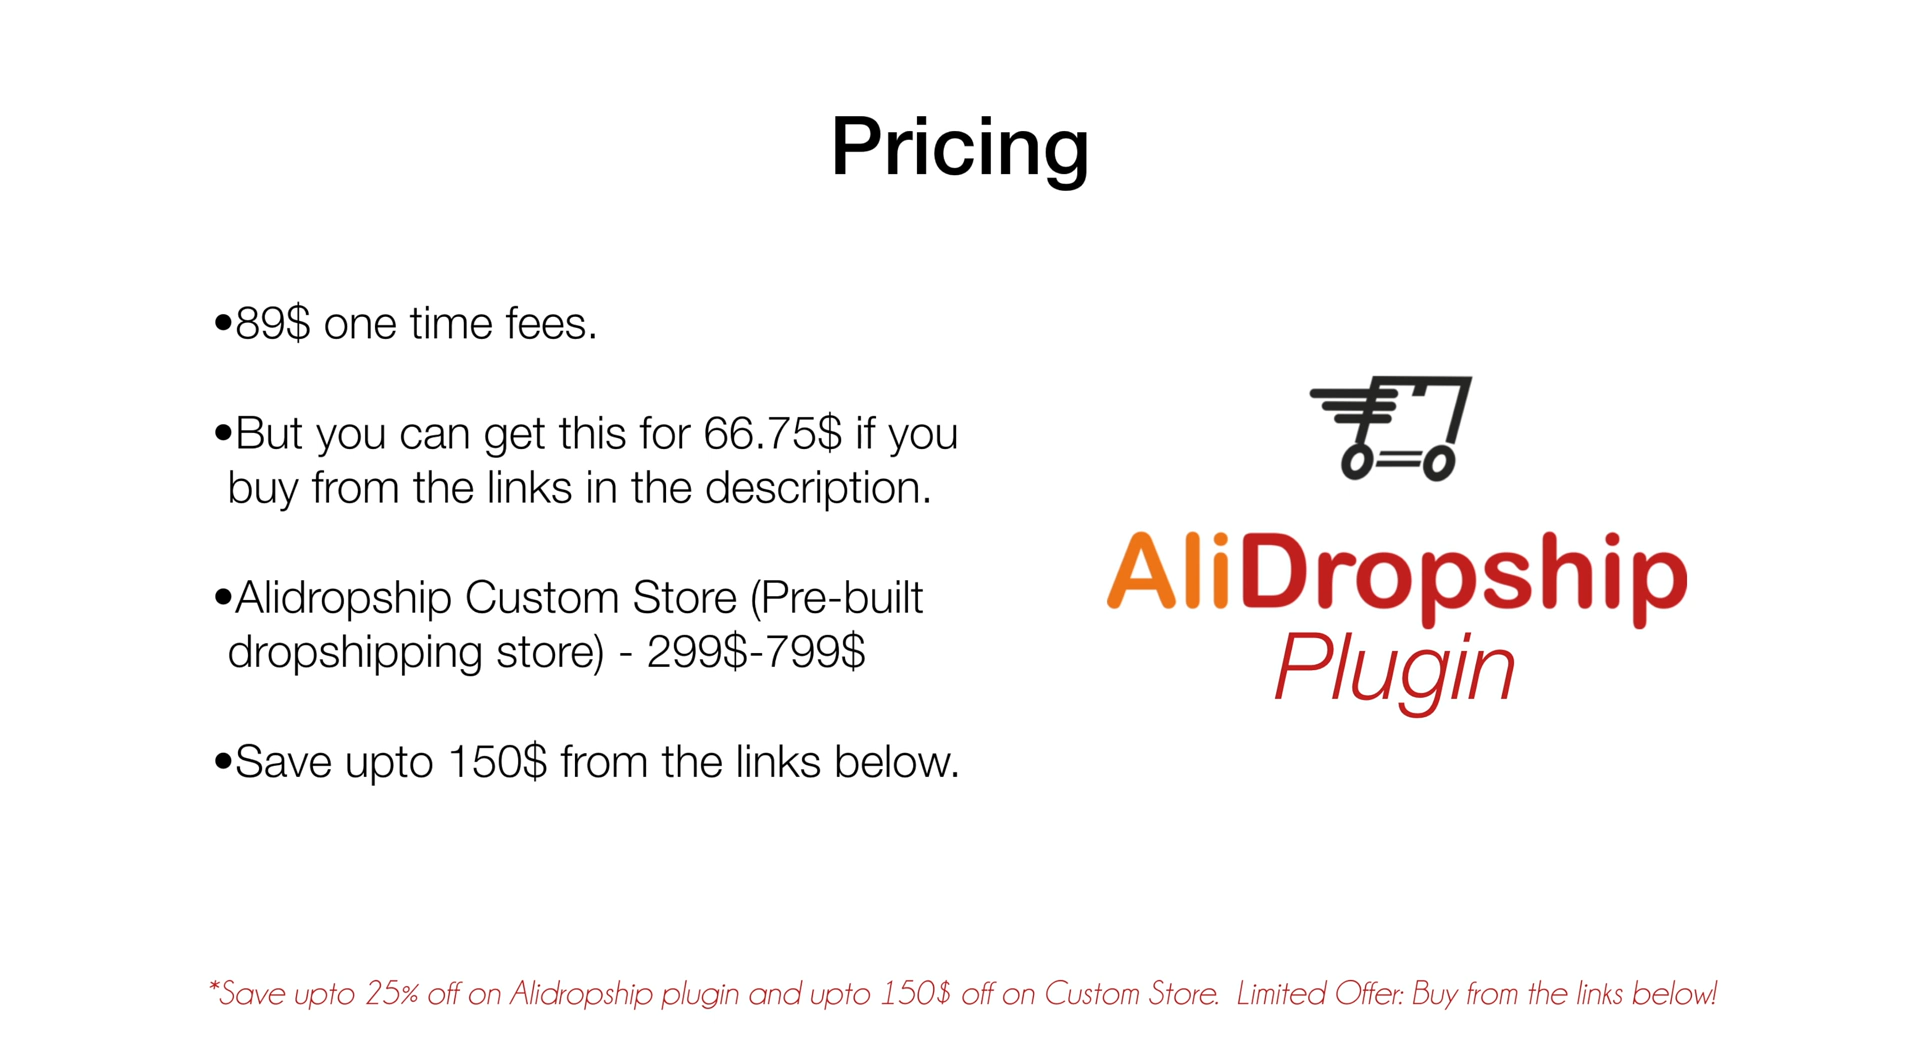 Pricing
•89$ one time fees.
•But you can get this for 66.75$ if you
buy from the links in the description.
•Alidropship Custom Store (Pre-built
dropshipping store) - 299$-799$
•Save upto 150$ from the links below.
AliDropship
Plugin
*Save upto 25% off on Alidropship plugin and upto 150$ off on Custom Store.  Limited Offer: Buy from the links below!